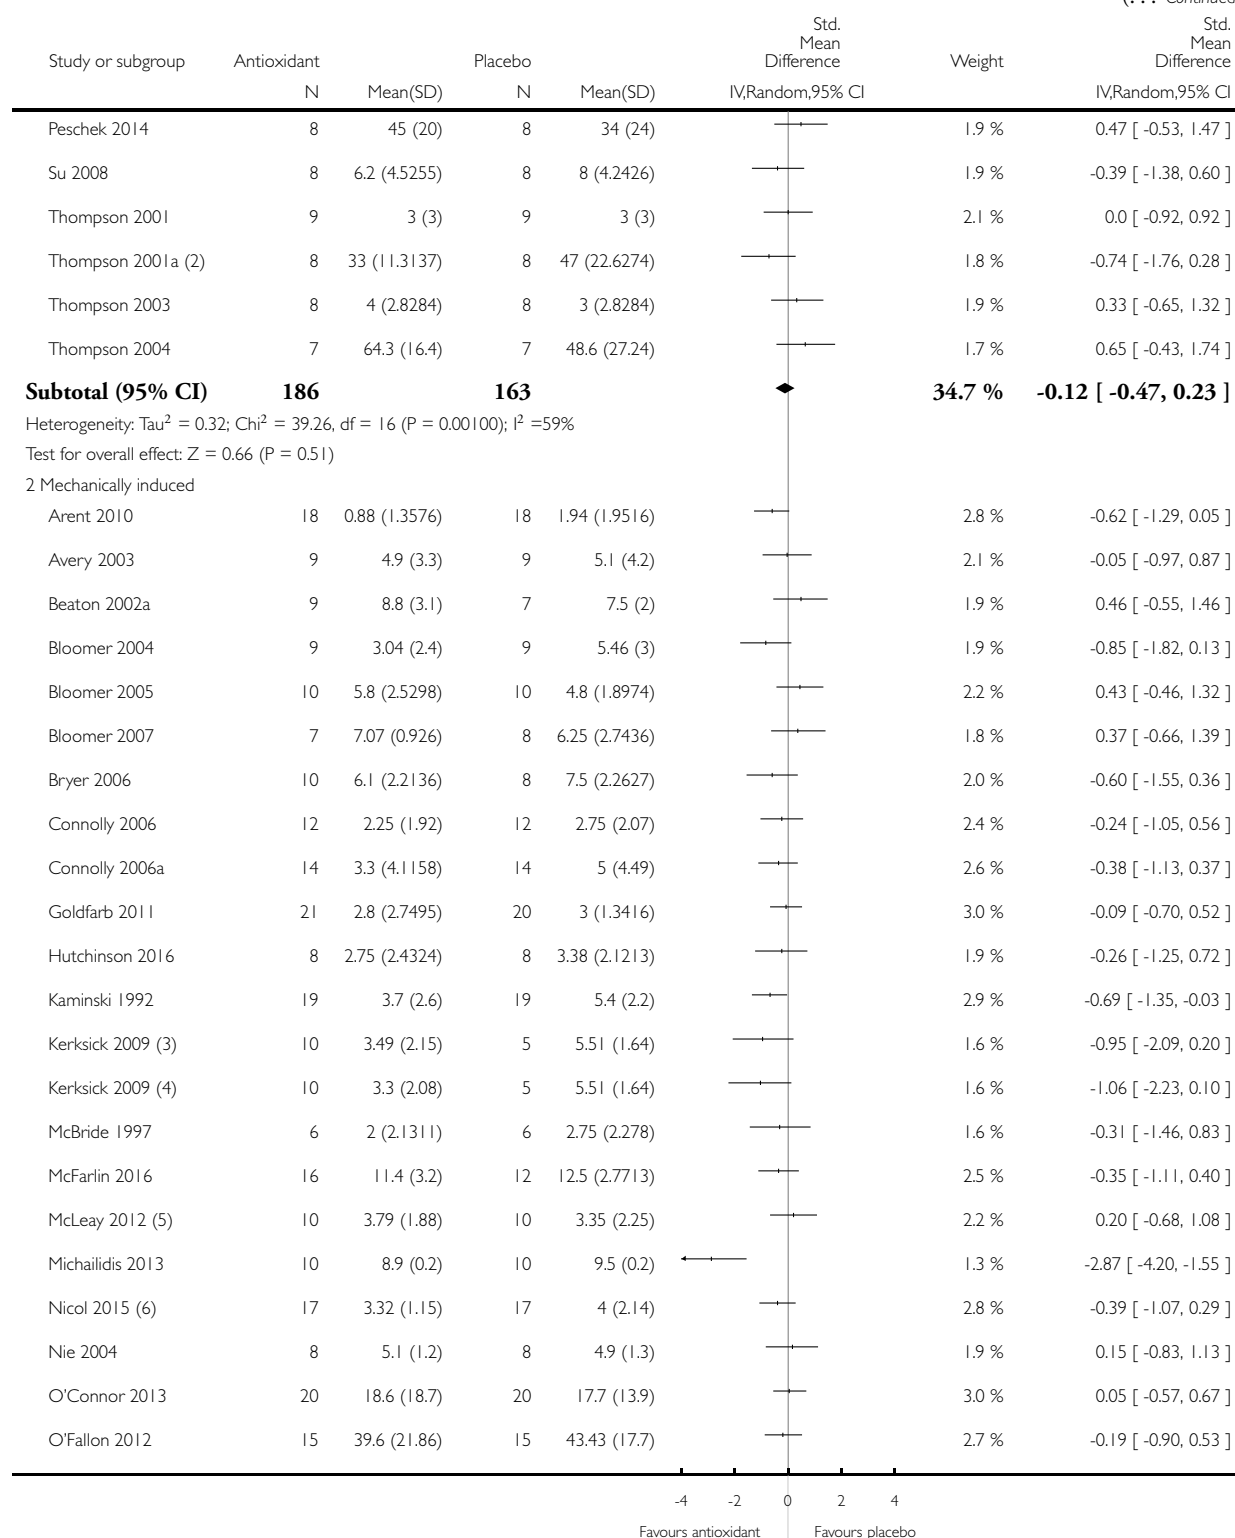 (. . . Continued
Std. Mean Difference Std. Mean Difference
Study or subgroup Antioxidant Placebo Weight
N Mean(SD) N Mean(SD) IV,Random,95% CI IV,Random,95% CI
Peschek 2014 8 45 (20) 8 34 (24) 1.9 % 0.47 [ -0.53, 1.47 ]
Su 2008 8 6.2 (4.5255) 8 8 (4.2426) 1.9 % -0.39 [ -1.38, 0.60 ]
Thompson 2001 9 3 (3) 9 3 (3) 2.1 % 0.0 [ -0.92, 0.92 ]
Thompson 2001a (2) 8 33 (11.3137) 8 47 (22.6274) 1.8 % -0.74 [ -1.76, 0.28 ]
Thompson 2003 8 4 (2.8284) 8 3 (2.8284) 1.9 % 0.33 [ -0.65, 1.32 ]
Thompson 2004 7 64.3 (16.4) 7 48.6 (27.24) 1.7 % 0.65 [ -0.43, 1.74 ]
Subtotal (95% CI) 186 163 34.7 % -0.12 [ -0.47, 0.23 ]
Heterogeneity: Tau² = 0.32; Chi² = 39.26, df = 16 (P = 0.00100); I² =59%
Test for overall effect: Z = 0.66 (P = 0.51)
2 Mechanically induced
Arent 2010 18 0.88 (1.3576) 18 1.94 (1.9516) 2.8 % -0.62 [ -1.29, 0.05 ]
Avery 2003 9 4.9 (3.3) 9 5.1 (4.2) 2.1 % -0.05 [ -0.97, 0.87 ]
Beaton 2002a 9 8.8 (3.1) 7 7.5 (2) 1.9 % 0.46 [ -0.55, 1.46 ]
Bloomer 2004 9 3.04 (2.4) 9 5.46 (3) 1.9 % -0.85 [ -1.82, 0.13 ]
Bloomer 2005 10 5.8 (2.5298) 10 4.8 (1.8974) 2.2 % 0.43 [ -0.46, 1.32 ]
Bloomer 2007 7 7.07 (0.926) 8 6.25 (2.7436) 1.8 % 0.37 [ -0.66, 1.39 ]
Bryer 2006 10 6.1 (2.2136) 8 7.5 (2.2627) 2.0 % -0.60 [ -1.55, 0.36 ]
Connolly 2006 12 2.25 (1.92) 12 2.75 (2.07) 2.4 % -0.24 [ -1.05, 0.56 ]
Connolly 2006a 14 3.3 (4.1158) 14 5 (4.49) 2.6 % -0.38 [ -1.13, 0.37 ]
Goldfarb 2011 21 2.8 (2.7495) 20 3 (1.3416) 3.0 % -0.09 [ -0.70, 0.52 ]
Hutchinson 2016 8 2.75 (2.4324) 8 3.38 (2.1213) 1.9 % -0.26 [ -1.25, 0.72 ]
Kaminski 1992 19 3.7 (2.6) 19 5.4 (2.2) 2.9 % -0.69 [ -1.35, -0.03 ]
Kerksick 2009 (3) 10 3.49 (2.15) 5 5.51 (1.64) 1.6 % -0.95 [ -2.09, 0.20 ]
Kerksick 2009 (4) 10 3.3 (2.08) 5 5.51 (1.64) 1.6 % -1.06 [ -2.23, 0.10 ]
McBride 1997 6 2 (2.1311) 6 2.75 (2.278) 1.6 % -0.31 [ -1.46, 0.83 ]
McFarlin 2016 16 11.4 (3.2) 12 12.5 (2.7713) 2.5 % -0.35 [ -1.11, 0.40 ]
McLeay 2012 (5) 10 3.79 (1.88) 10 3.35 (2.25) 2.2 % 0.20 [ -0.68, 1.08 ]
Michailidis 2013 10 8.9 (0.2) 10 9.5 (0.2) 1.3 % -2.87 [ -4.20, -1.55 ]
Nicol 2015 (6) 17 3.32 (1.15) 17 4 (2.14) 2.8 % -0.39 [ -1.07, 0.29 ]
Nie 2004 8 5.1 (1.2) 8 4.9 (1.3) 1.9 % 0.15 [ -0.83, 1.13 ]
O'Connor 2013 20 18.6 (18.7) 20 17.7 (13.9) 3.0 % 0.05 [ -0.57, 0.67 ]
O'Fallon 2012 15 39.6 (21.86) 15 43.43 (17.7) 2.7 % -0.19 [ -0.90, 0.53 ]
-4 -2 0 2 4
Favours antioxidant Favours placebo